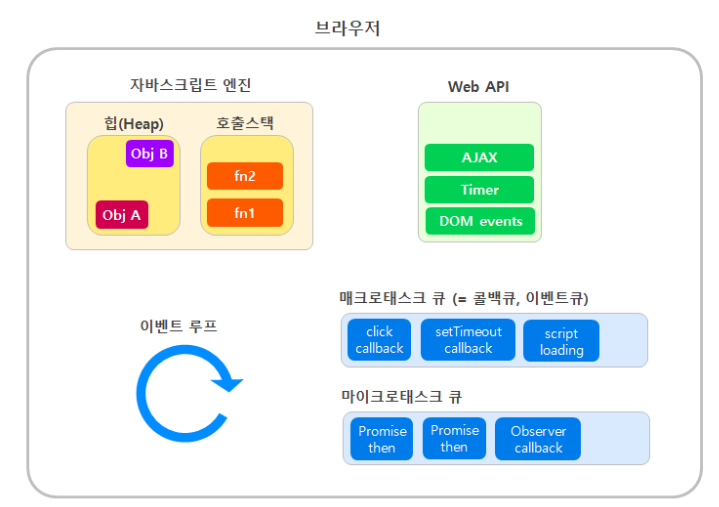 브라우저
자바스크립트 엔진
힙(Heap)
호출스택
Obj B
Obj A
fn2
fn1
Web API
AJAX
Timer
DOM events
이벤트 루프
매크로태스크 큐 (= 콜백큐, 이벤트큐)
click
callback
setTimeout
callback
script
loading
마이크로태스크 큐
Promise
then
Promise
then
Observer
callback